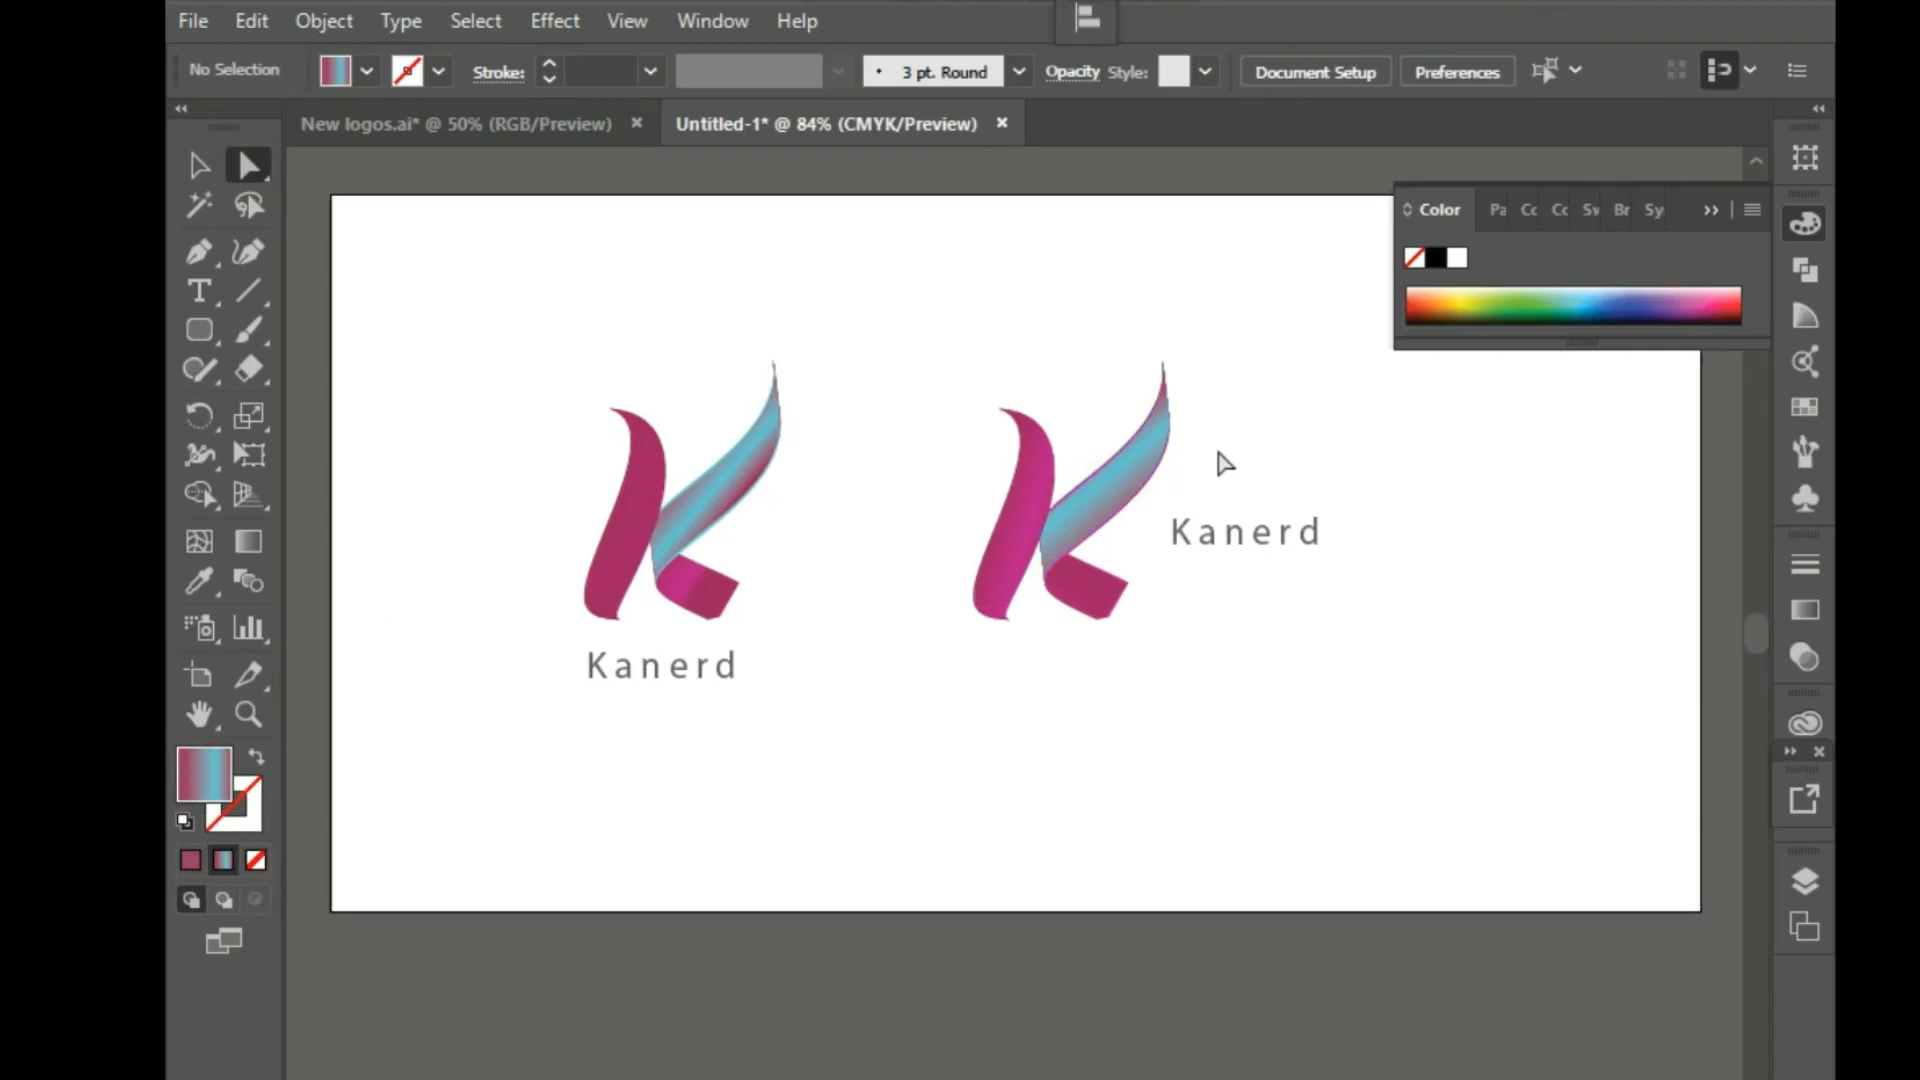 File Edit Object Type Select Effect View Window Help
No Selection Stroke: 3 pt. Round Opacity Style: Document Setup Preferences
New logos.ai* @ 50% (RGB/Preview) × Untitled-1* @ 84% (CMYK/Preview) ×
Color Pa Cc Cc Sv Br Sy
Kanerd
Kanerd